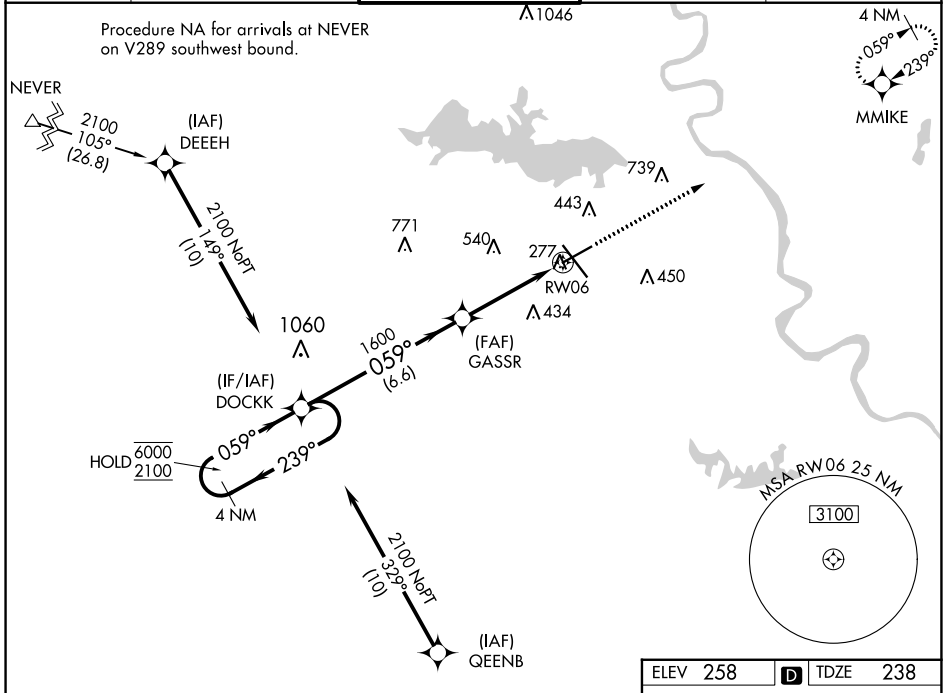 Procedure NA for arrivals at NEVER
on V289 southwest bound.
1046
4 NM
059°
239°
MMIKE
NEVER
2100
105°
(26.8)
(IAF)
DEEEH
2100 NoPT
149°
(10)
739
443
771
540
277
RW06
450
434
1060
1600
059°
(6.6)
(FAF)
GASSR
(IF/IAF)
DOCKK
059°
239°
HOLD 6000
2100
4 NM
MSA RW06 25 NM
3100
2100 NoPT
329°
(10)
(IAF)
QEENB
ELEV 258 D TDZE 238